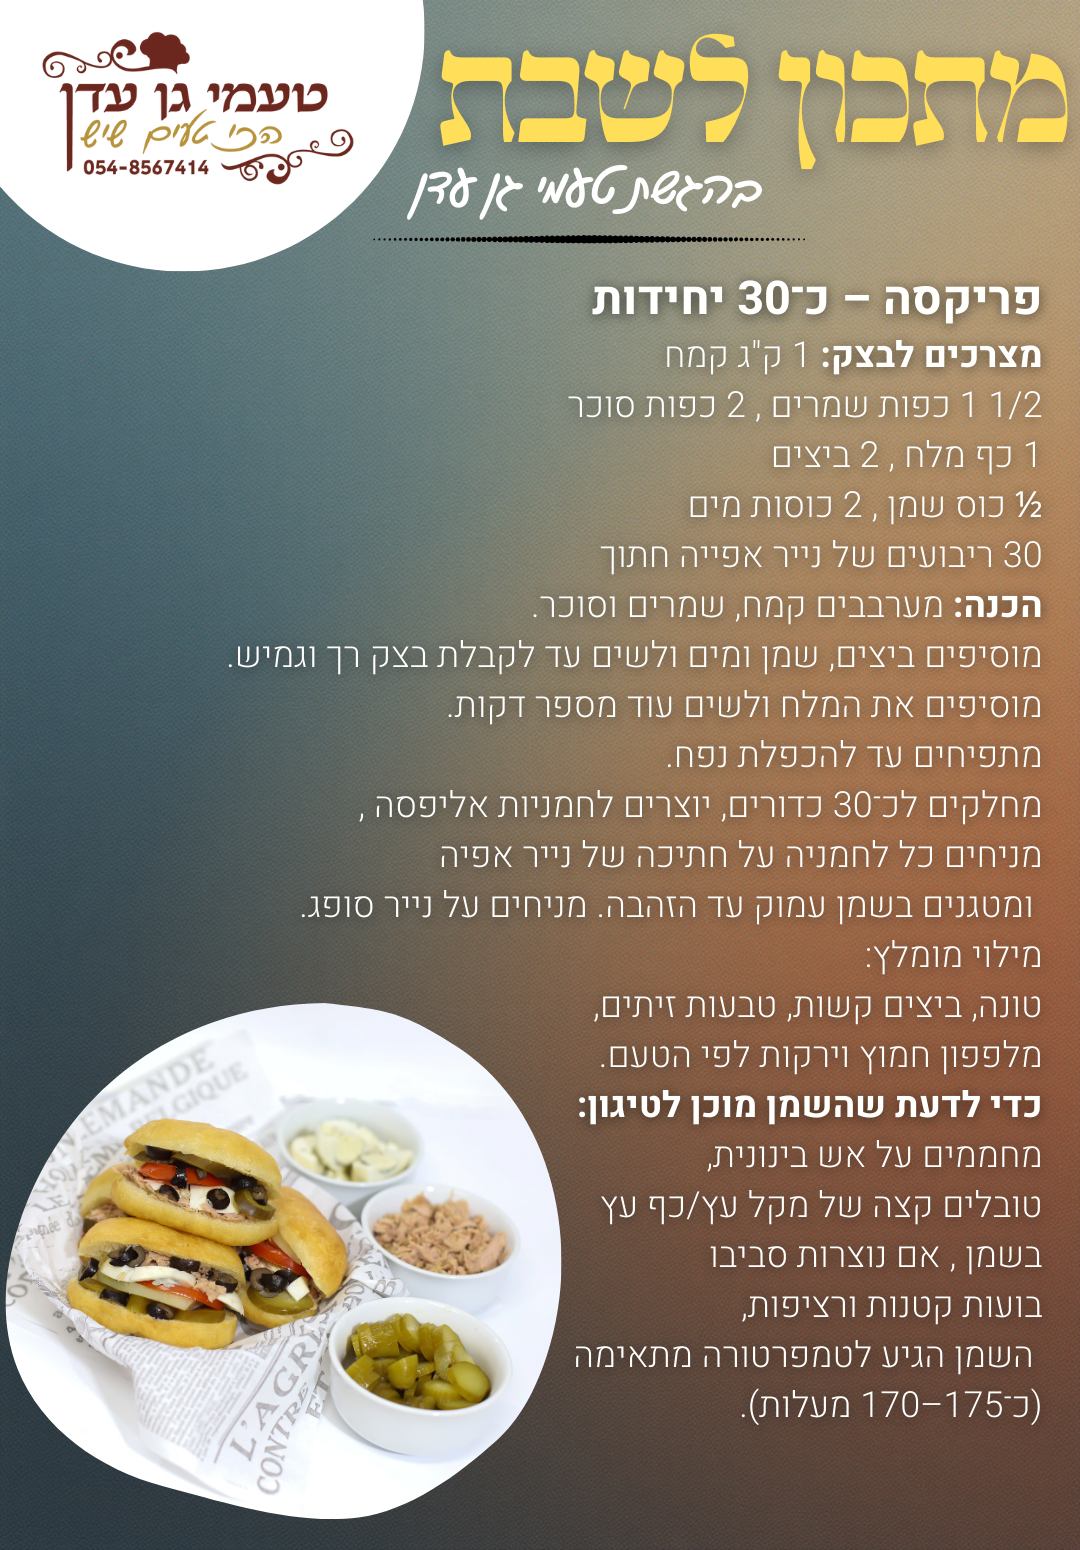 מתכון לשבת
בהגשת טעמי גן עדן
טעמי גן עדן
הכי טעים שיש
054-8567414
פריקסה – כ־30 יחידות
מצרכים לבצק: 1 ק"ג קמח
1 1/2 כפות שמרים , 2 כפות סוכר
1 כף מלח , 2 ביצים
½ כוס שמן , 2 כוסות מים
30 ריבועים של נייר אפייה חתוך
הכנה: מערבבים קמח, שמרים וסוכר.
מוסיפים ביצים, שמן ומים ולשים עד לקבלת בצק רך וגמיש.
מוסיפים את המלח ולשים עוד מספר דקות.
מתפיחים עד להכפלת נפח.
מחלקים לכ־30 כדורים, יוצרים לחמניות אליפסה ,
מניחים כל לחמניה על חתיכה של נייר אפיה
ומטגנים בשמן עמוק עד הזהבה. מניחים על נייר סופג.
מילוי מומלץ:
טונה, ביצים קשות, טבעות זיתים,
מלפפון חמוץ וירקות לפי הטעם.
כדי לדעת שהשמן מוכן לטיגון:
מחממים על אש בינונית,
טובלים קצה של מקל עץ/כף עץ
בשמן , אם נוצרות סביבו
בועות קטנות ורציפות,
השמן הגיע לטמפרטורה מתאימה
(כ־170–175 מעלות).
L'AGR
CONTRE